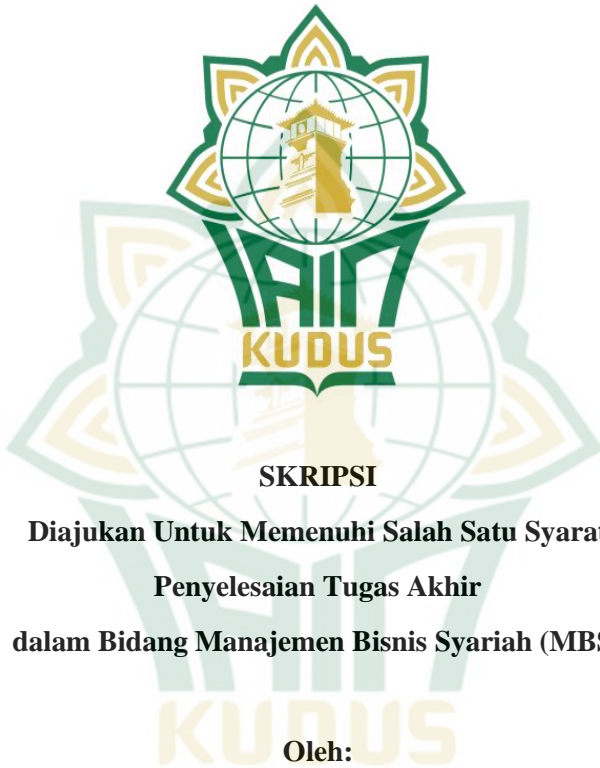 IAIN
KUDUS
SKRIPSI
Diajukan Untuk Memenuhi Salah Satu Syarat
Penyelesaian Tugas Akhir
dalam Bidang Manajemen Bisnis Syariah (MBS
KUDUS
Oleh: